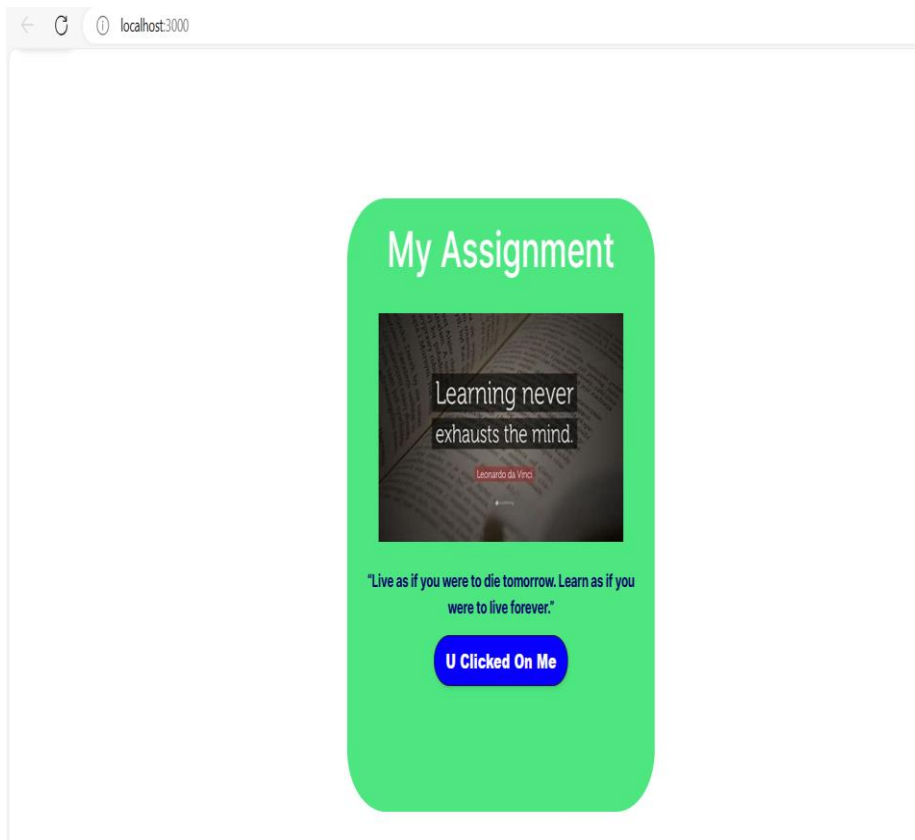 localhost:3000
My Assignment
Learning never
exhausts the mind.
Leonardo da Vinci
"Live as if you were to die tomorrow. Learn as if you
were to live forever."
U Clicked On Me